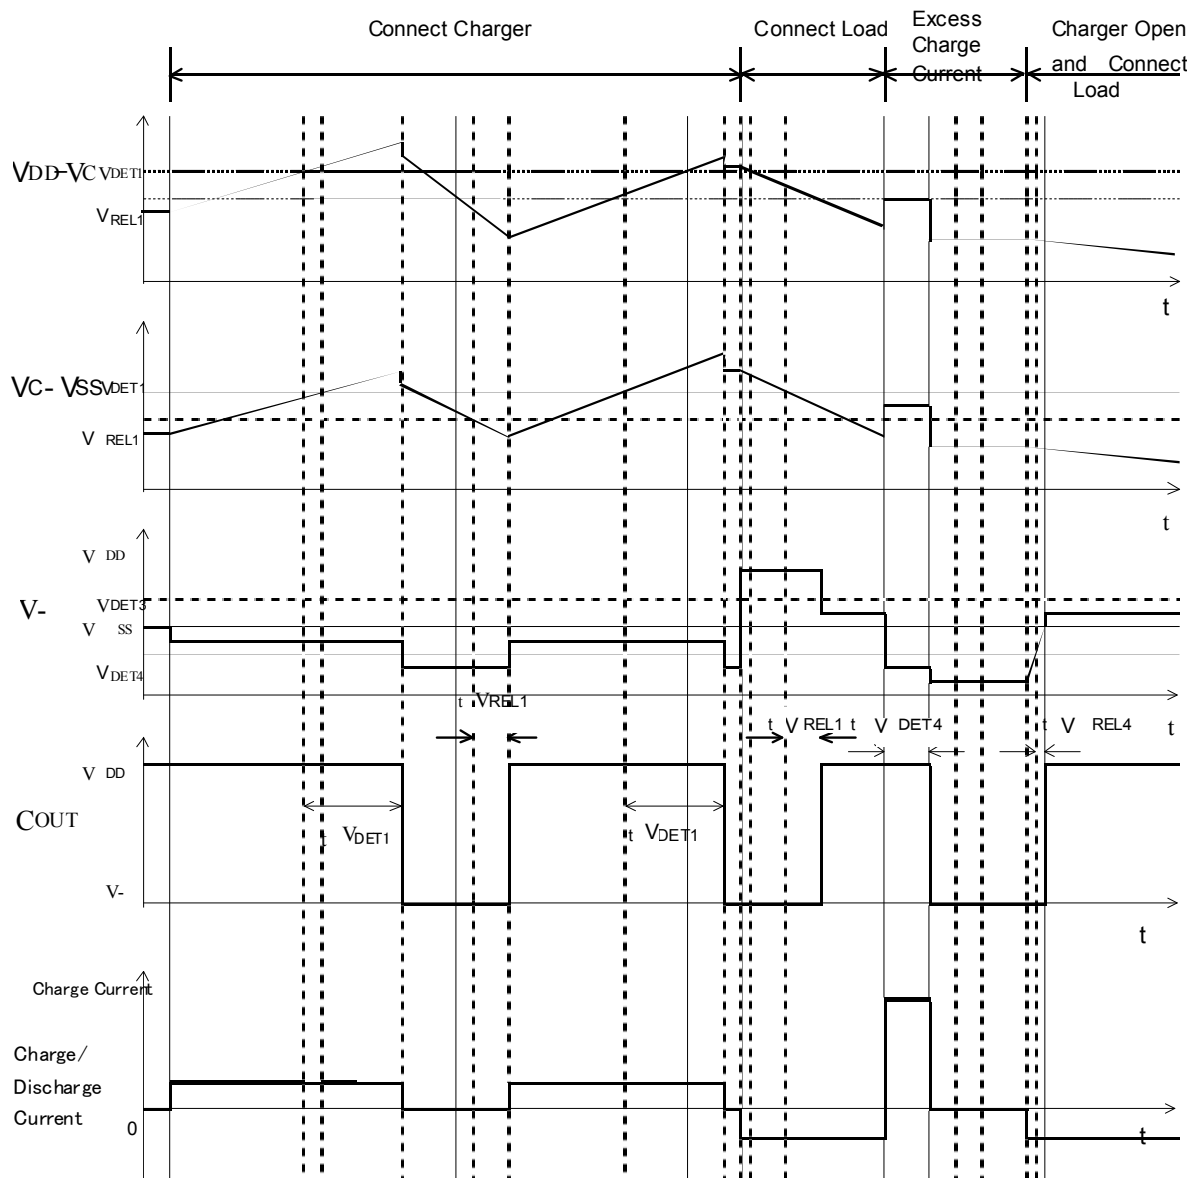 Connect Charger
Connect Load
Excess
Charge
Current
Charger Open
and Connect
Load
VDD-VC VDET1
VREL1
t
VC- VSS VDET1
V REL1
t
V DD
V-
VDET3
V SS
VDET4
t VREL1
t
t V REL1
t V DET4
t V REL4
V DD
COUT
t VDET1
t VDET1
V-
t
Charge Current
Charge/
Discharge
Current
0
t